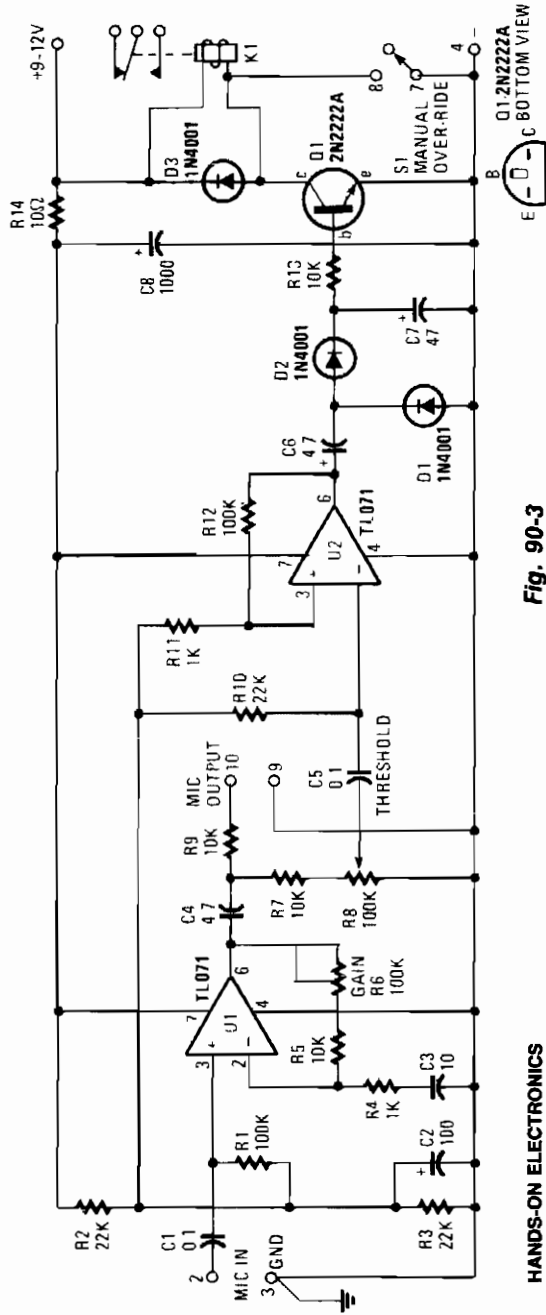 +9-12V
R14
10Ω
K1
D3
1N4001
C8
1000
+
c
Q1
2N2222A
b
e
8
S1
7
MANUAL
OVER-RIDE
4
B
E
C
Q1-2N2222A
BOTTOM VIEW
R13
10K
D2
1N4001
+
C7
47
D1
1N4001
C6
4 7
+
R12
100K
6
TL071
U2
7
4
3
+
-
R11
1K
R10
22K
C5
0 1
THRESHOLD
MIC
OUTPUT
10
9
R9
10K
C4
4 7
R7
10K
R8
100K
TL071
6
7
4
U1
3
+
2
-
GAIN
R6
100K
R5
10K
R4
1K
C3
10
R1
100K
+
C2
100
R2
22K
R3
22K
C1
0 1
2
MIC IN
3
GND
HANDS-ON ELECTRONICS
Fig. 90-3